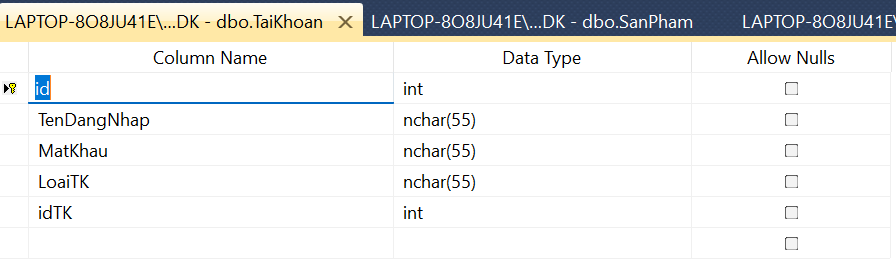 LAPTOP-8O8JU41E\...DK - dbo.TaiKhoan LAPTOP-8O8JU41E\...DK - dbo.SanPham LAPTOP-8O8JU41E
Column Name Data Type Allow Nulls
id int
TenDangNhap nchar(55)
MatKhau nchar(55)
LoaiTK nchar(55)
idTK int